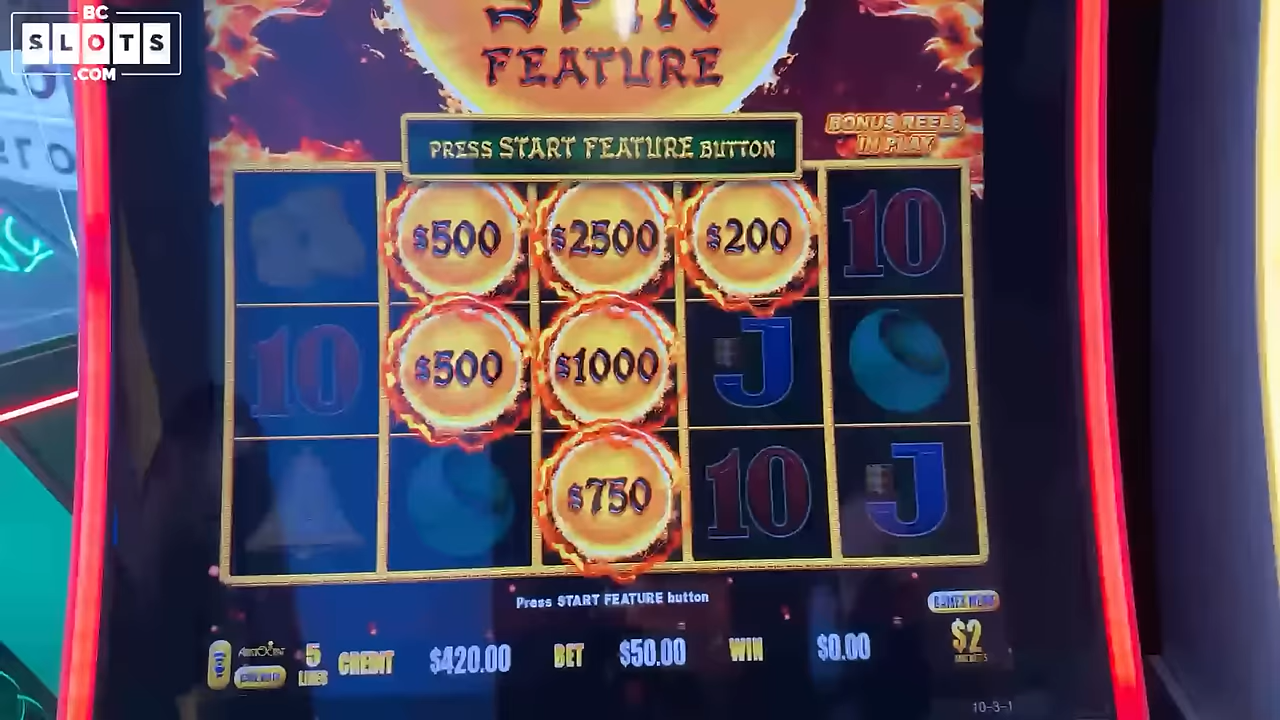 BC
SLOTS
.COM
SPIN
FEATURE
BONUS REELS
IN PLAY
PRESS START FEATURE BUTTON
$500 $2500 $200 10
10 $500 $1000 J
$750 10 J
Press START FEATURE button
ARISTOCRAT
5
LINES
CREDIT $420.00 BET $50.00 WIN $0.00
$2
10-3-1